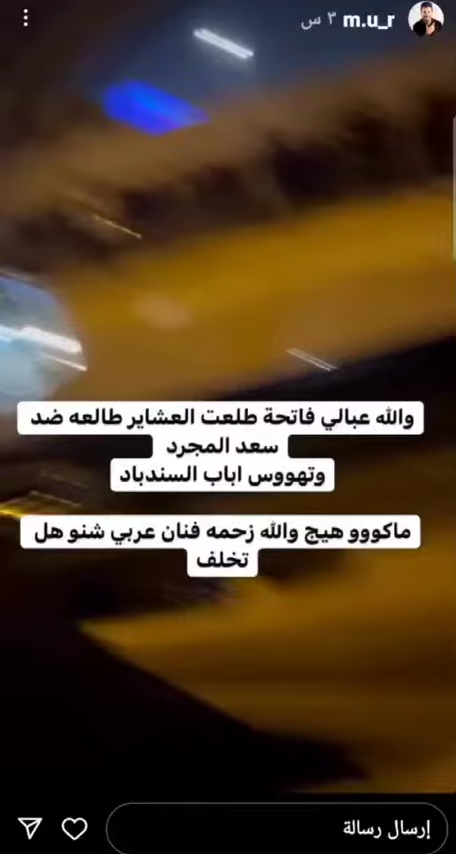 m.u_r ٣ س
والله عبالي فاتحة طلعت العشاير طالعه ضد
سعد المجرد
وتهووس اباب السندباد
ماكووو هيج والله زحمه فنان عربي شنو هل
تخلف
إرسال رسالة